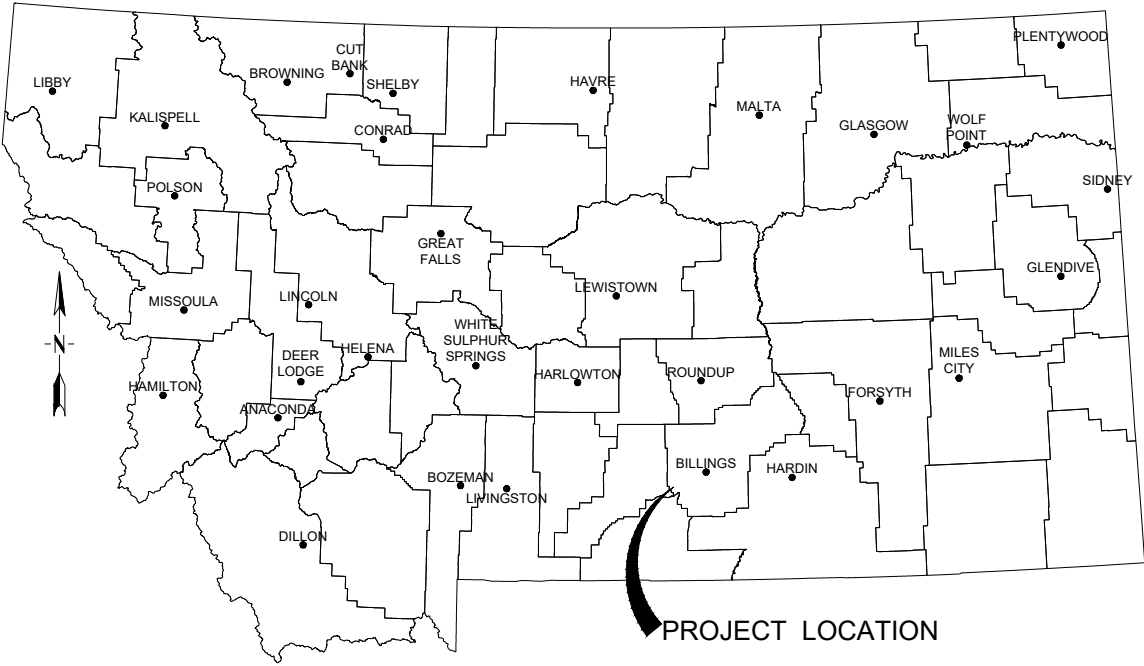 PLENTYWOOD
CUT
BANK
BROWNING
SHELBY
HAVRE
LIBBY
MALTA
KALISPELL
CONRAD
GLASGOW
WOLF
POINT
POLSON
SIDNEY
GREAT
FALLS
GLENDIVE
MISSOULA
LINCOLN
LEWISTOWN
N
WHITE
SULPHUR
SPRINGS
HELENA
DEER
LODGE
HARLOWTON
ROUNDUP
MILES
CITY
HAMILTON
FORSYTH
ANACONDA
BILLINGS
HARDIN
BOZEMAN
LIVINGSTON
DILLON
PROJECT LOCATION